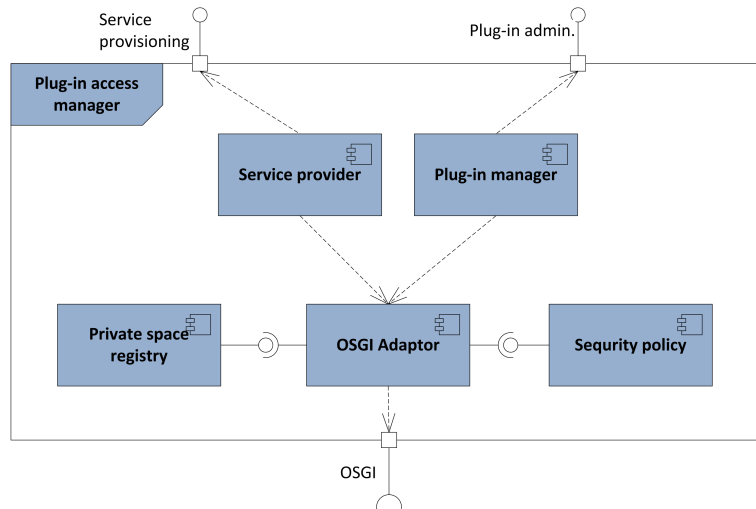 Service
provisioning
Plug-in admin.
Plug-in access
manager
Service provider
Plug-in manager
Private space
registry
OSGI Adaptor
Sequrity policy
OSGI